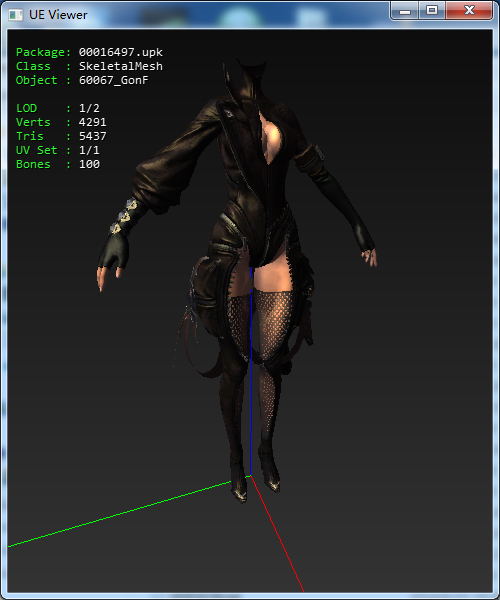 UE Viewer
Package: 00016497.upk
Class : SkeletalMesh
Object : 60067_GonF
LOD : 1/2
Verts : 4291
Tris : 5437
UV Set : 1/1
Bones : 100